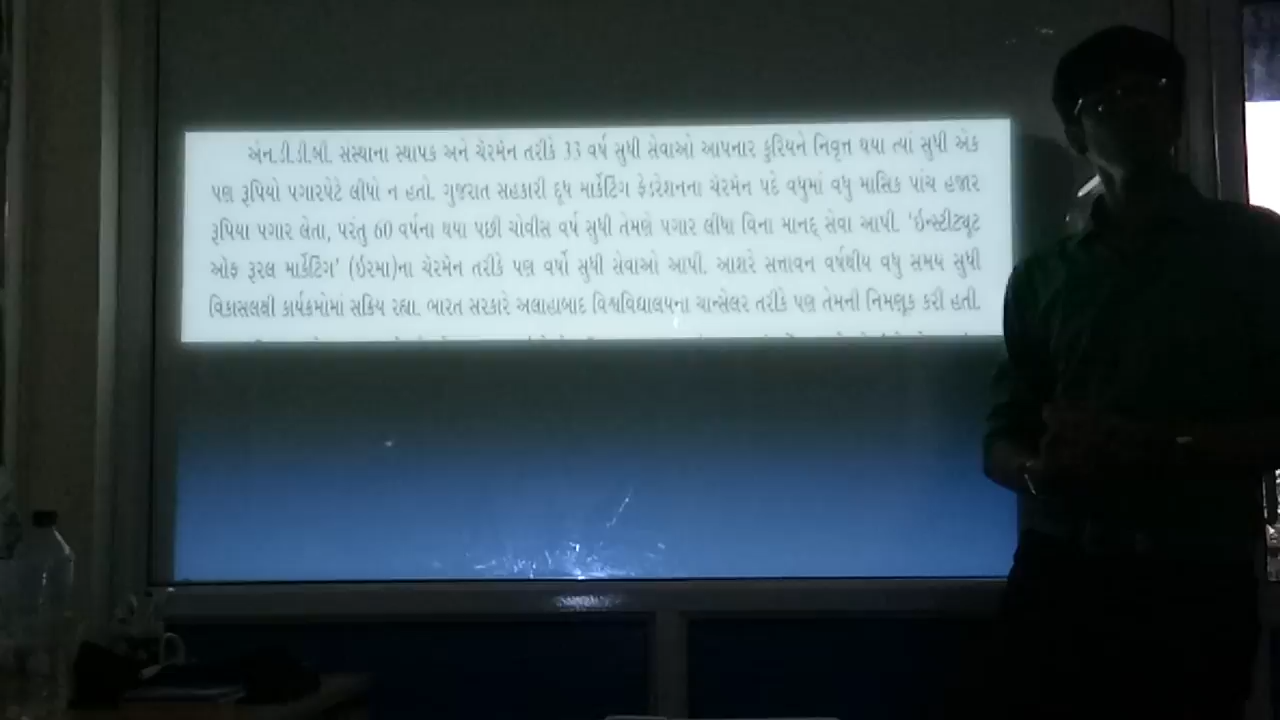 એન.ડી.ડી.બી. સંસ્થાના સ્થાપક અને ચેરમેન તરીકે 33 વર્ષ સુધી સેવાઓ આપનાર કુરિયને નિવૃત્ત થયા ત્યાં સુધી એક
પણ રૂપિયો પગારપેટે લીધો ન હતો. ગુજરાત સહકારી દૂધ માર્કેટિંગ ફેડરેશનના ચેરમેન પદે વધુમાં વધુ માસિક પાંચ હજાર
રૂપિયા પગાર લેતા, પરંતુ 60 વર્ષના થયા પછી ચોવીસ વર્ષ સુધી તેમણે પગાર લીધા વિના માનદ્ સેવા આપી. ‘ઇન્સ્ટીટ્યૂટ
ઓફ રૂરલ માર્કેટિંગ’ (ઇરમા)ના ચેરમેન તરીકે પણ વર્ષો સુધી સેવાઓ આપી. આશરે સત્તાવન વર્ષથીય વધુ સમય સુધી
વિકાસલક્ષી કાર્યક્રમોમાં સક્રિય રહ્યા. ભારત સરકારે અલાહાબાદ વિશ્વવિદ્યાલયના ચાન્સેલર તરીકે પણ તેમની નિમણૂક કરી હતી.